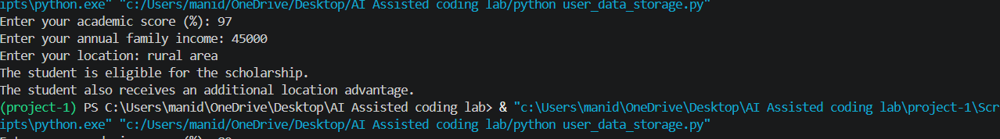 ipts\python.exe" "c:/Users/manid/OneDrive/Desktop/AI Assisted coding lab/python user_data_storage.py"
Enter your academic score (%): 97
Enter your annual family income: 45000
Enter your location: rural area
The student is eligible for the scholarship.
The student also receives an additional location advantage.
(project-1) PS C:\Users\manid\OneDrive\Desktop\AI Assisted coding lab> & "c:\Users\manid\OneDrive\Desktop\AI Assisted coding lab\project-1\Scr
ipts\python.exe" "c:/Users/manid/OneDrive/Desktop/AI Assisted coding lab/python user_data_storage.py"